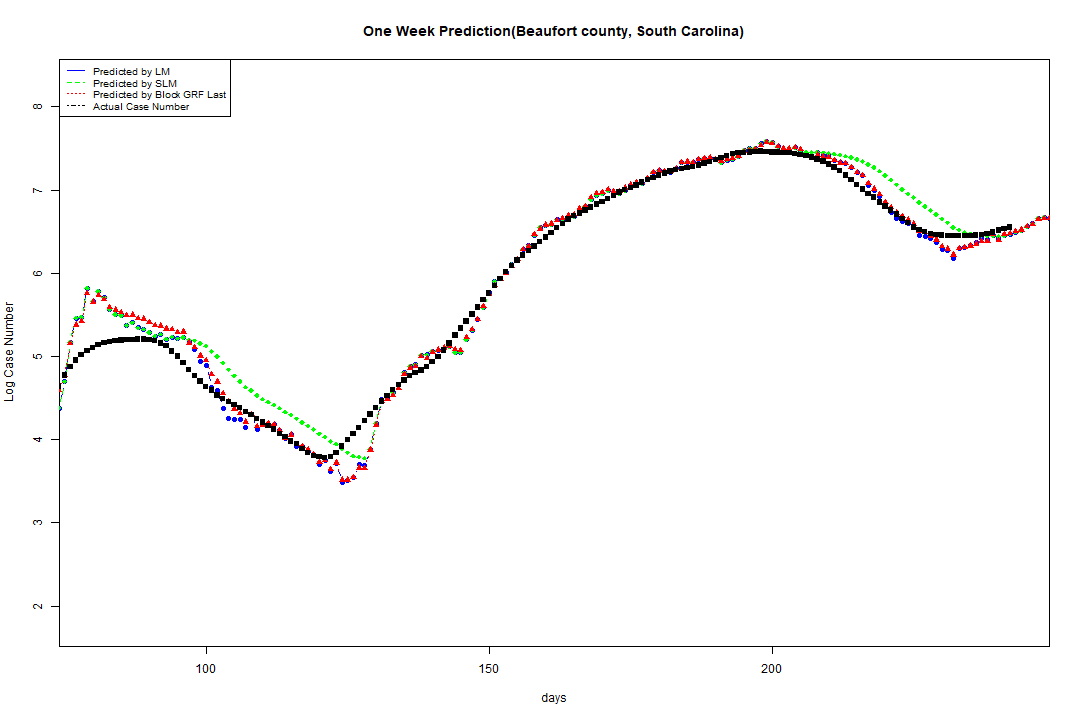 One Week Prediction(Beaufort county, South Carolina)
Predicted by LM
Predicted by SLM
Predicted by Block GRF Last
Actual Case Number
8
7
6
5
4
3
2
Log Case Number
100 150 200
days